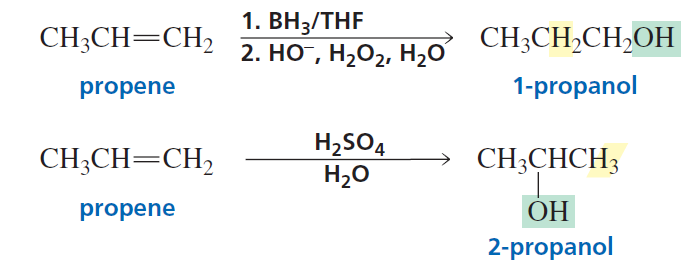 CH₃CH=CH₂ 1. BH₃/THF CH₃CH₂CH₂OH
2. HO⁻, H₂O₂, H₂O
propene 1-propanol
CH₃CH=CH₂ H₂SO₄ CH₃CHCH₃
H₂O
OH
propene
2-propanol